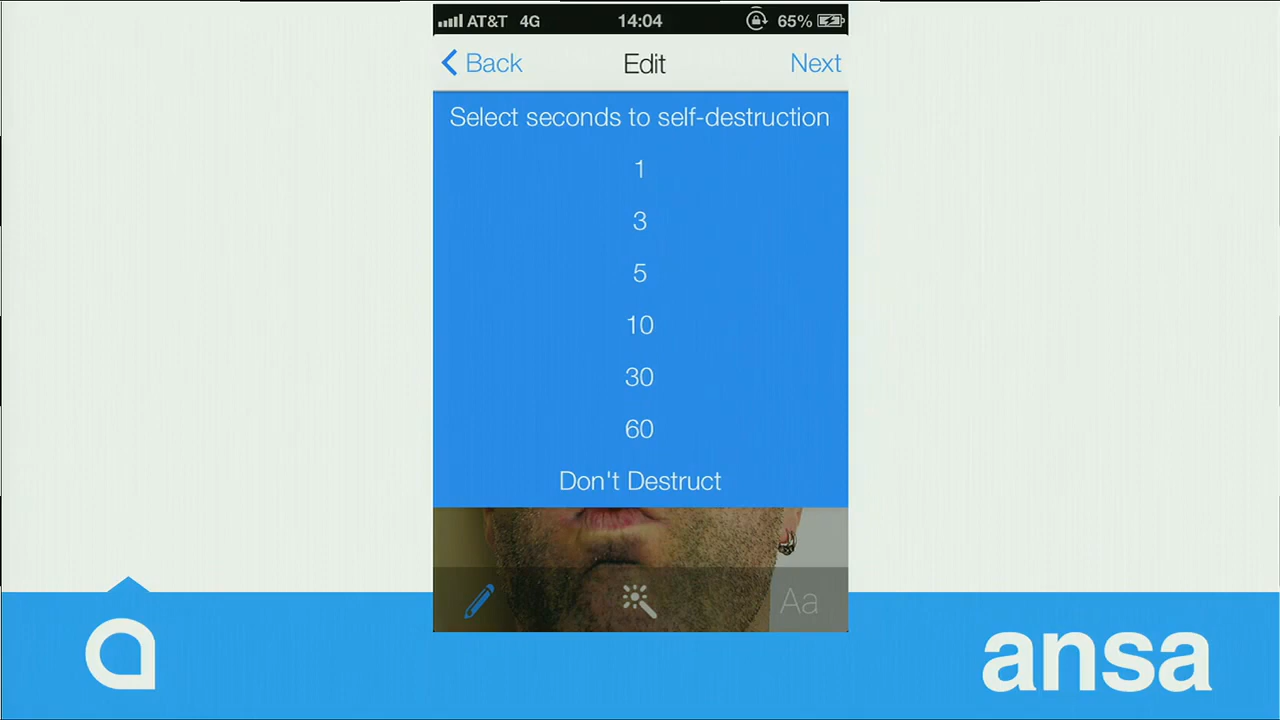 AT&T 4G 14:04 65%
Back Edit Next
Select seconds to self-destruction
1
3
5
10
30
60
Don't Destruct
Aa
a ansa